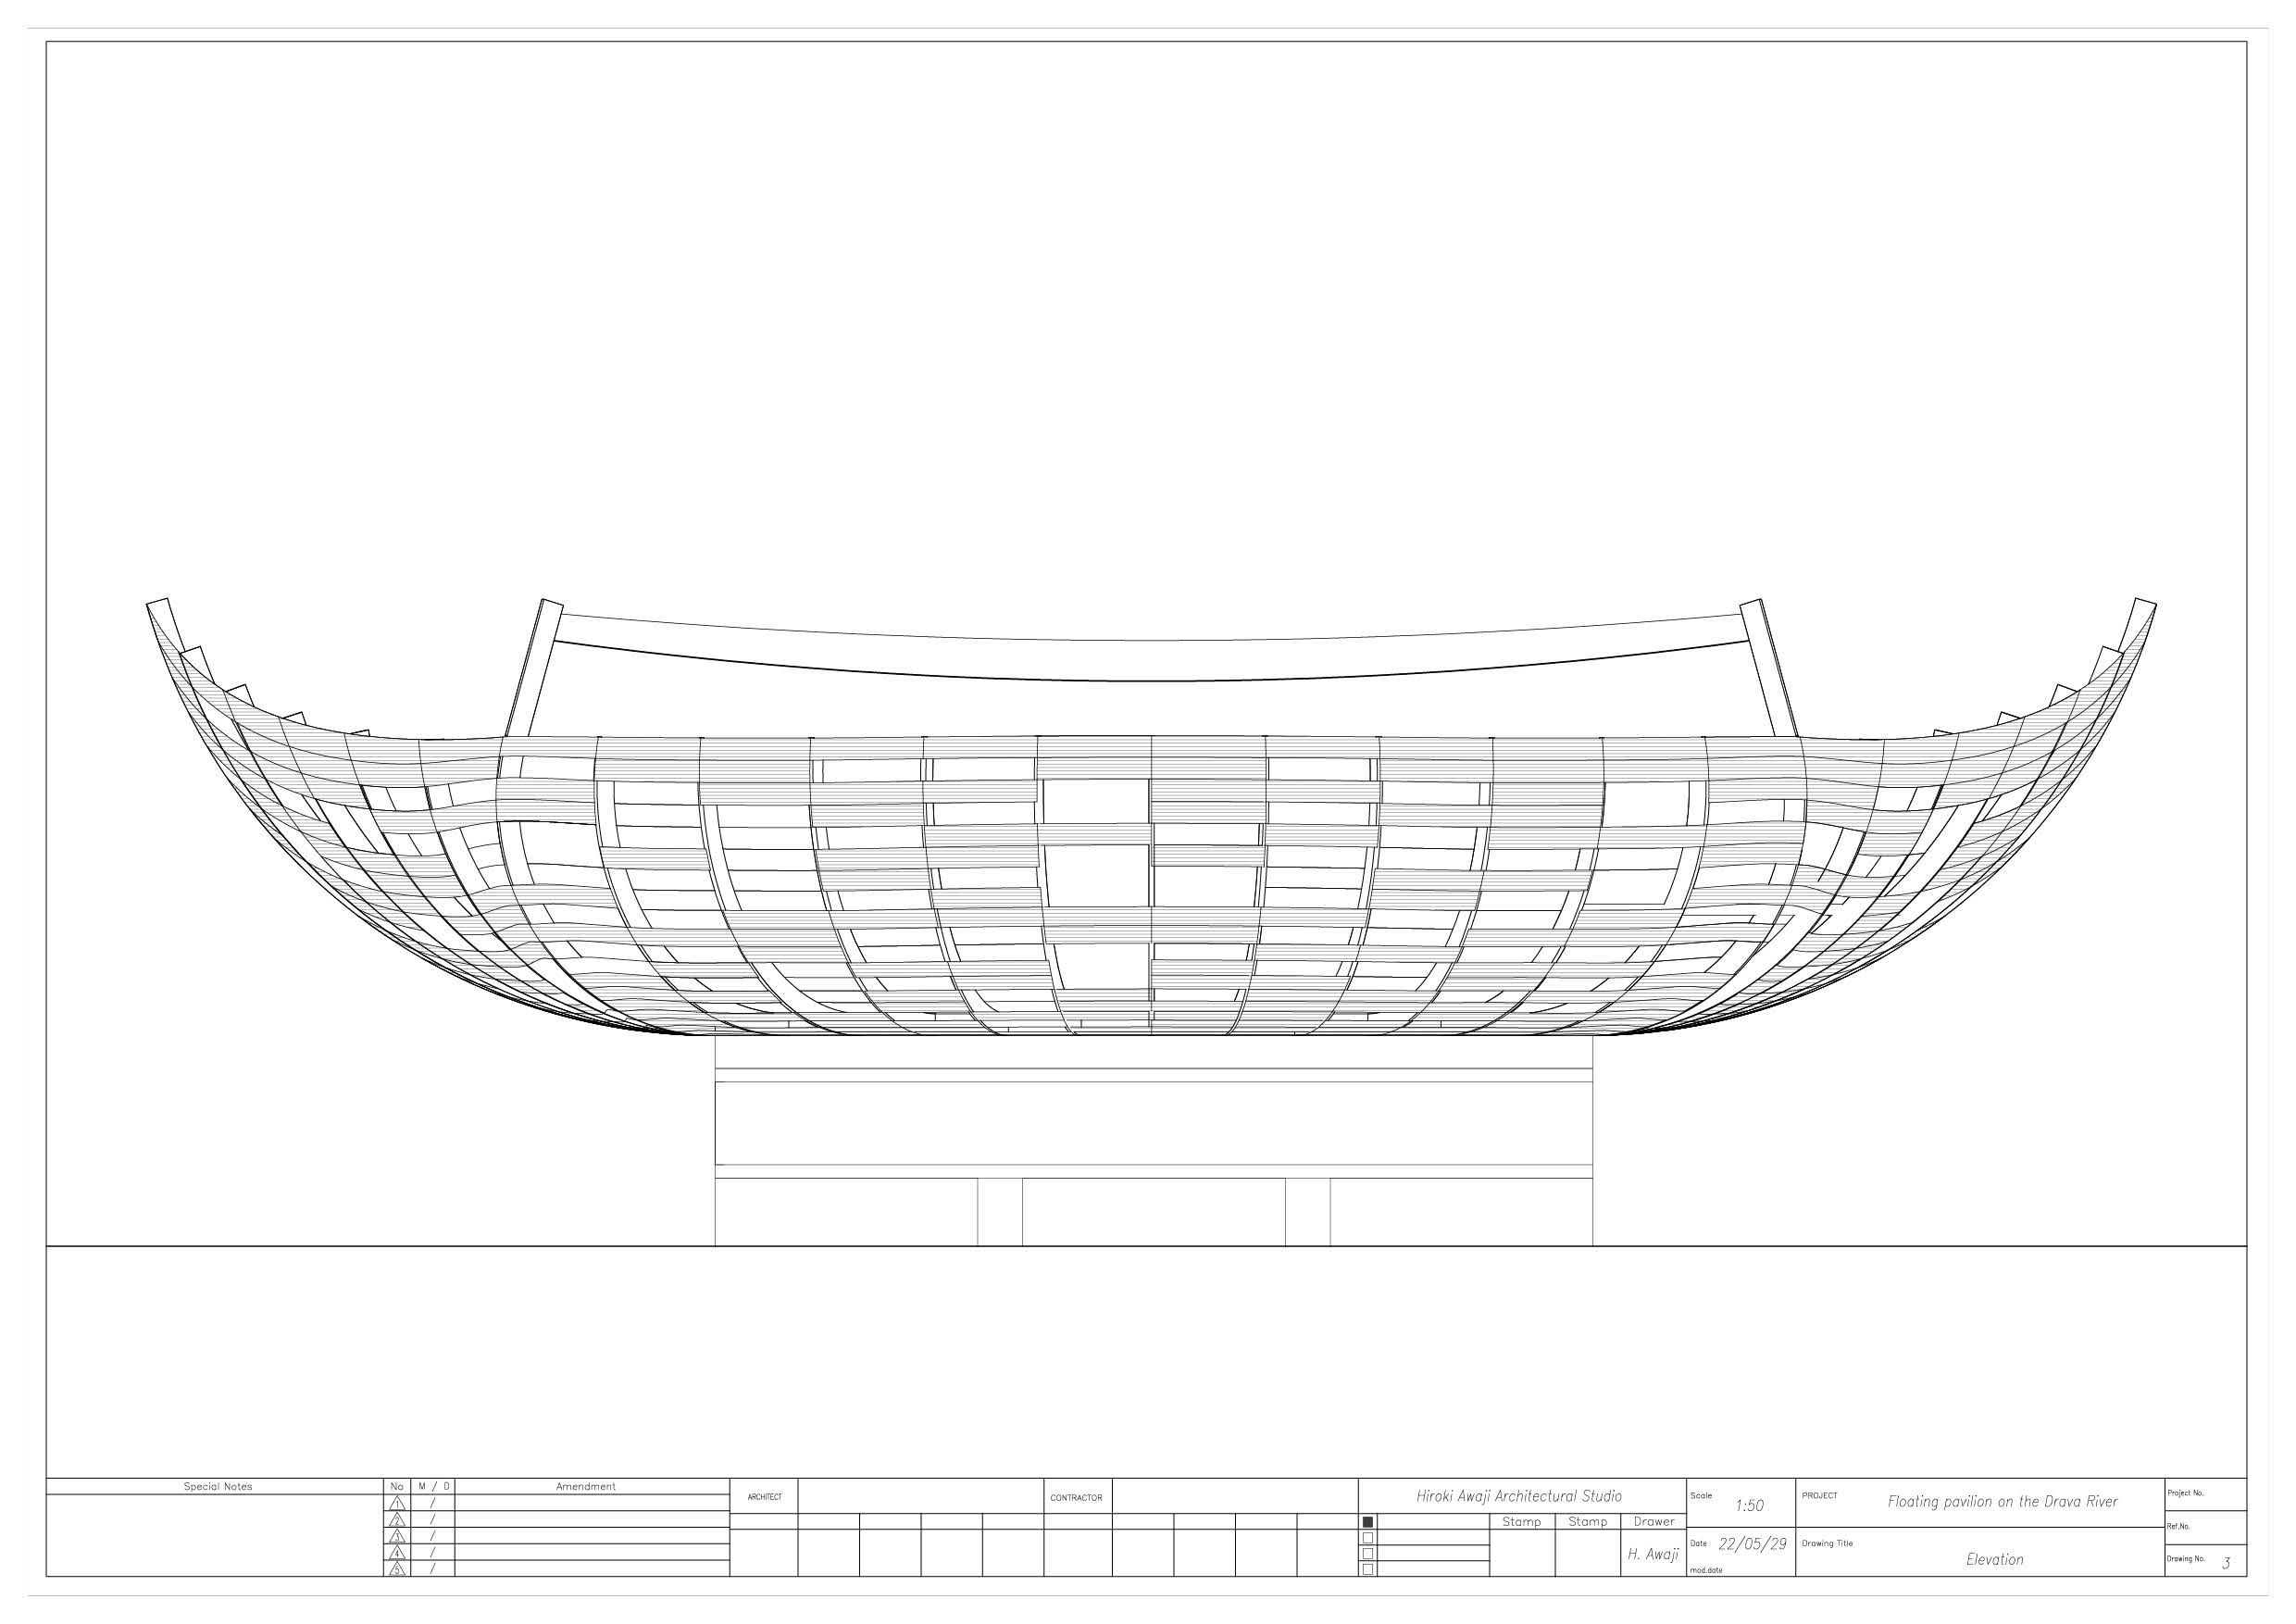 Special Notes
No M / D Amendment
1 /
2 /
3 /
4 /
5 /
ARCHITECT
CONTRACTOR
Hiroki Awaji Architectural Studio
Stamp Stamp Drawer
H. Awaji
Scale 1:50
Date 22/05/29
mod.date
PROJECT Floating pavilion on the Drava River
Drawing Title
Elevation
Project No.
Ref.No.
Drawing No. 3